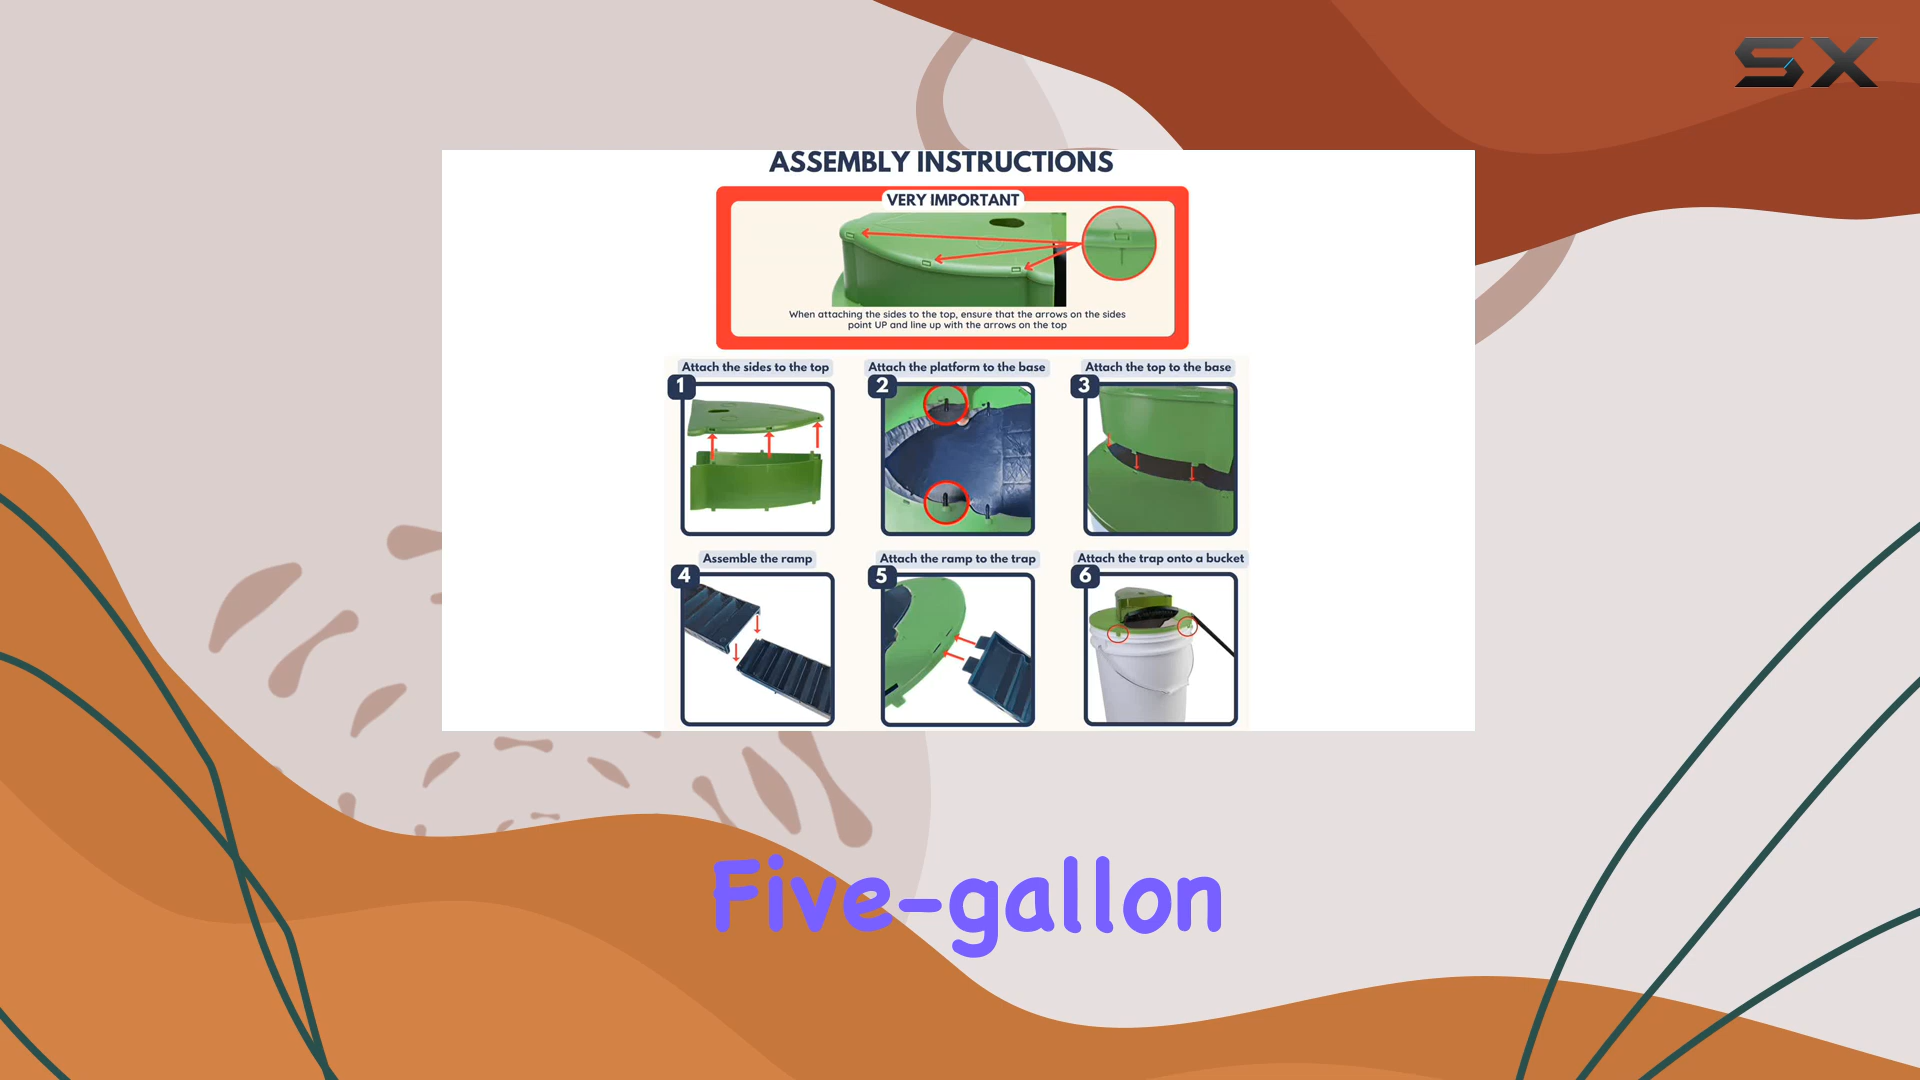 SX
ASSEMBLY INSTRUCTIONS
VERY IMPORTANT
When attaching the sides to the top, ensure that the arrows on the sides
point UP and line up with the arrows on the top
Attach the sides to the top
1
Attach the platform to the base
2
Attach the top to the base
3
Assemble the ramp
4
Attach the ramp to the trap
5
Attach the trap onto a bucket
6
Five-gallon